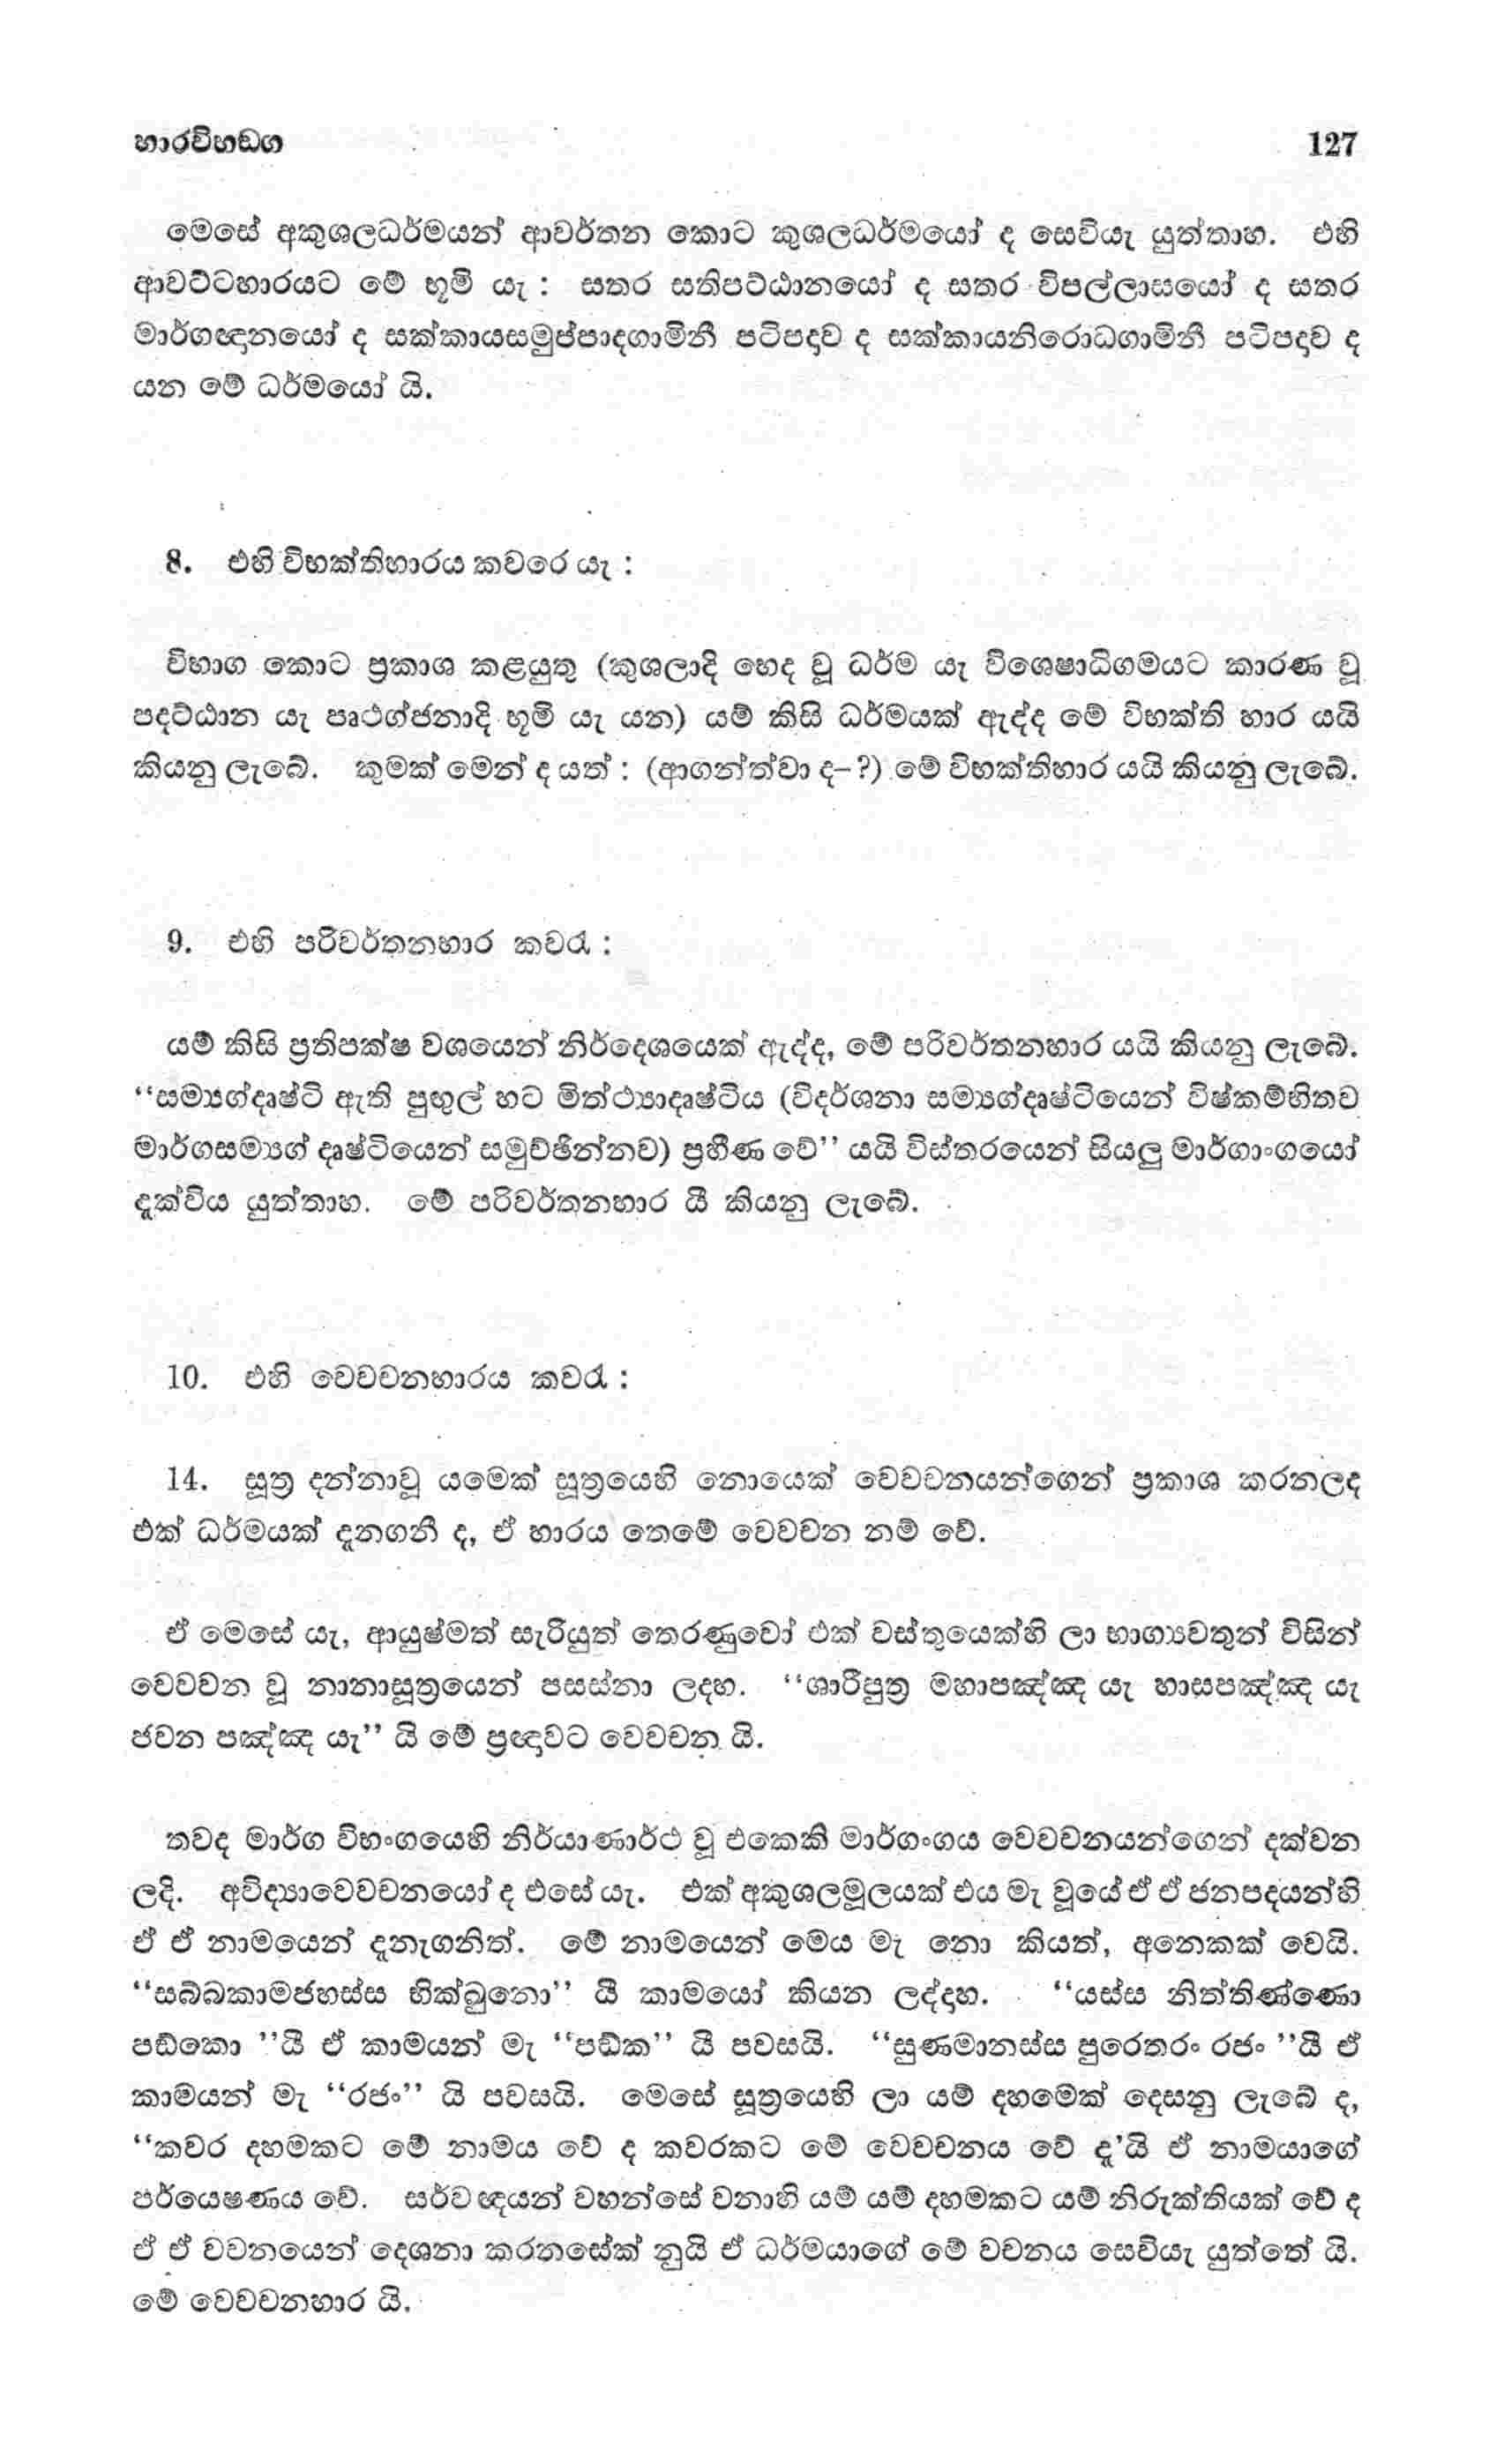 හාරවිභඞ්ග 127
මෙසේ අකුශලධර්මයන් ආවර්තන කොට කුශලධර්මයෝ ද සෙවියැ යුත්තාහ. එහි
ආවට්ටහාරයට මේ භූමි යැ : සතර සතිපට්ඨානයෝ ද සතර විපල්ලාසයෝ ද සතර
මාර්ගඥානයෝ ද සක්කායසමුප්පාදගාමිනී පටිපදාව ද සක්කායනිරොධගාමිනී පටිපදාව ද
යන මේ ධර්මයෝ යි.
8. එහි විභක්තිහාරය කවරෙ යැ :
විභාග කොට ප්‍රකාශ කළයුතු (කුශලාදි භෙද වූ ධර්ම යැ විශෙෂාධිගමයට කාරණ වූ
පදට්ඨාන යැ පෘථග්ජනාදි භූමි යැ යන) යම් කිසි ධර්මයක් ඇද්ද මේ විභක්ති හාර යයි
කියනු ලැබේ. කුමක් මෙන් ද යත් : (ආගන්ත්වා ද– ?) මේ විභක්තිහාර යයි කියනු ලැබේ.
9. එහි පරිවර්තනහාර කවරැ :
යම් කිසි ප්‍රතිපක්ෂ වශයෙන් නිර්දෙශයෙක් ඇද්ද, මේ පරිවර්තනහාර යයි කියනු ලැබේ.
“සම්‍යග්දෘෂ්ටි ඇති පුඟුල් හට මිත්ථ්‍යාදෘෂ්ටිය (විදර්ශනා සම්‍යග්දෘෂ්ටියෙන් විෂ්කම්භිතව
මාර්ගසම්‍යග් දෘෂ්ටියෙන් සමුච්ඡින්නව) ප්‍රහීණ වේ” යයි විස්තරයෙන් සියලු මාර්ගාංගයෝ
දැක්විය යුත්තාහ. මේ පරිවර්තනහාර යී කියනු ලැබේ.
10. එහි වෙවචනහාරය කවරැ :
14. සූත්‍ර දන්නාවූ යමෙක් සූත්‍රයෙහි නොයෙක් වෙවචනයන්ගෙන් ප්‍රකාශ කරනලද
එක් ධර්මයක් දැනගනී ද, ඒ හාරය තෙමේ වෙවචන නම් වේ.
ඒ මෙසේ යැ, ආයුෂ්මත් සැරියුත් තෙරණුවෝ එක් වස්තුයෙක්හි ලා භාග්‍යවතුන් විසින්
වෙවචන වූ නානාසූත්‍රයෙන් පසස්නා ලදහ. “ශාරිපුත්‍ර මහාපඤ්ඤ යැ හාසපඤ්ඤ යැ
ජවන පඤ්ඤ යැ” යි මේ ප්‍රඥාවට වෙවචන යි.
තවද මාර්ග විභංගයෙහි නිර්යාණාර්ථ වූ එකෙකි මාර්ගංගය වෙවචනයන්ගෙන් දක්වන
ලදි. අවිද්‍යාවෙවචනයෝ ද එසේ යැ. එක් අකුශලමූලයක් එය මැ වූයේ ඒ ඒ ජනපදයන්හි
ඒ ඒ නාමයෙන් දැනැගනිත්. මේ නාමයෙන් මෙය මැ නො කියත්, අනෙකක් වෙයි.
“සබ්බකාමජහස්ස භික්ඛුනො” යී කාමයෝ කියන ලද්දාහ. “යස්ස නිත්තිණ්ණො
පඞ්කො ”යී ඒ කාමයන් මැ “පඞ්ක” යී පවසයි. “සුණමානස්ස පුරෙතරං රජං ”යී ඒ
කාමයන් මැ “රජං” යි පවසයි. මෙසේ සූත්‍රයෙහි ලා යම් දහමෙක් දෙසනු ලැබේ ද,
“කවර දහමකට මේ නාමය වේ ද කවරකට මේ වෙවචනය වේ දැ’යි ඒ නාමයාගේ
පර්යෙෂණය වේ. සර්වඥයන් වහන්සේ වනාහි යම් යම් දහමකට යම් නිරුක්තියක් වේ ද
ඒ ඒ වචනයෙන් දෙශනා කරනසේක් නුයි ඒ ධර්මයාගේ මේ වචනය සෙවියැ යුත්තේ යි.
මේ වෙවචනහාර යි.